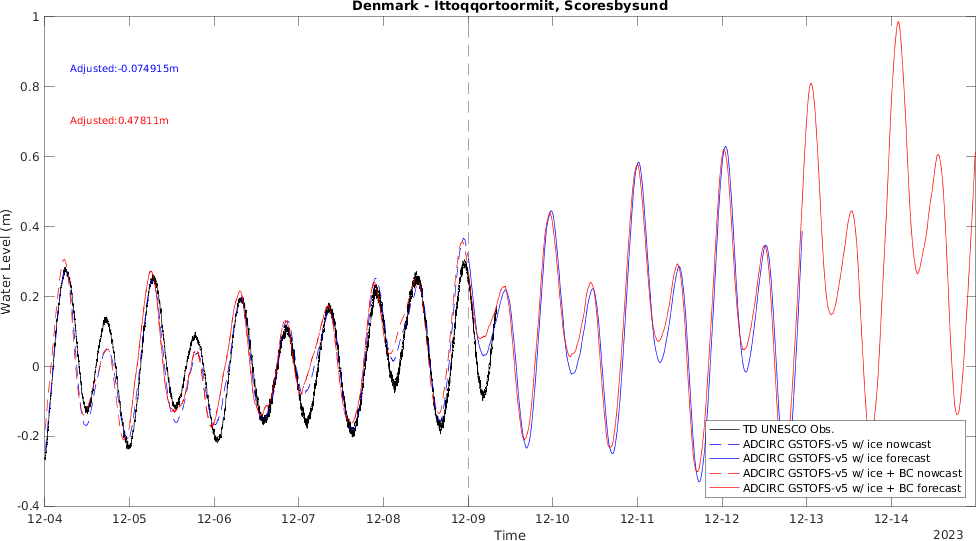 Denmark - Ittoqqortoormiit, Scoresbysund
Adjusted:-0.074915m
Adjusted:0.47811m
Water Level (m)
1
0.8
0.6
0.4
0.2
0
-0.2
-0.4
12-04 12-05 12-06 12-07 12-08 12-09 12-10 12-11 12-12 12-13 12-14
Time
2023
TD UNESCO Obs.
ADCIRC GSTOFS-v5 w/ ice nowcast
ADCIRC GSTOFS-v5 w/ ice forecast
ADCIRC GSTOFS-v5 w/ ice + BC nowcast
ADCIRC GSTOFS-v5 w/ ice + BC forecast